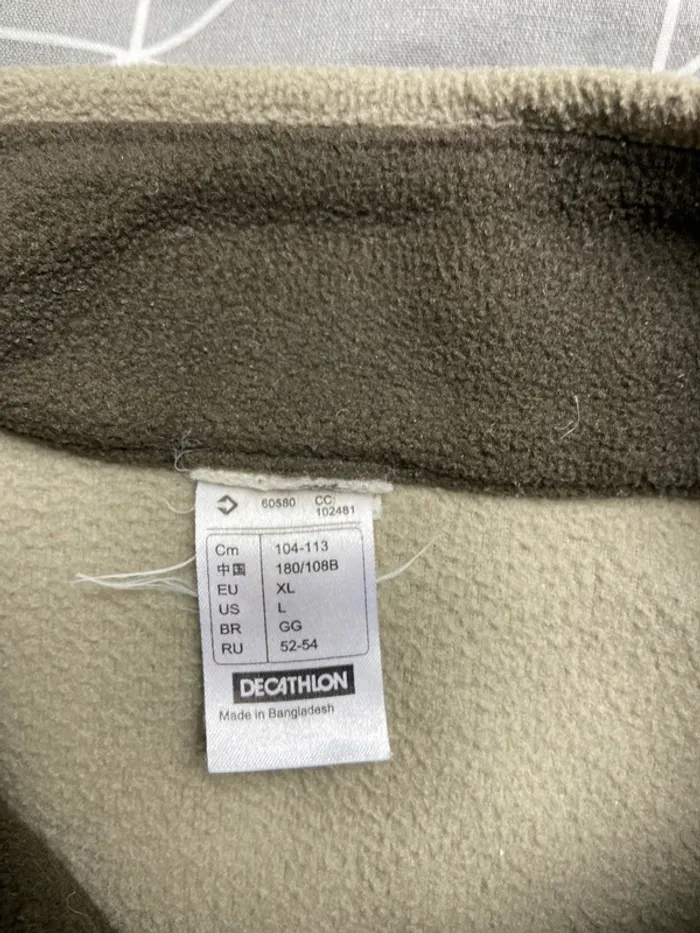 60580 CC:
102481
Cm 104-113
中国 180/108B
EU XL
US L
BR GG
RU 52-54
DECATHLON
Made in Bangladesh